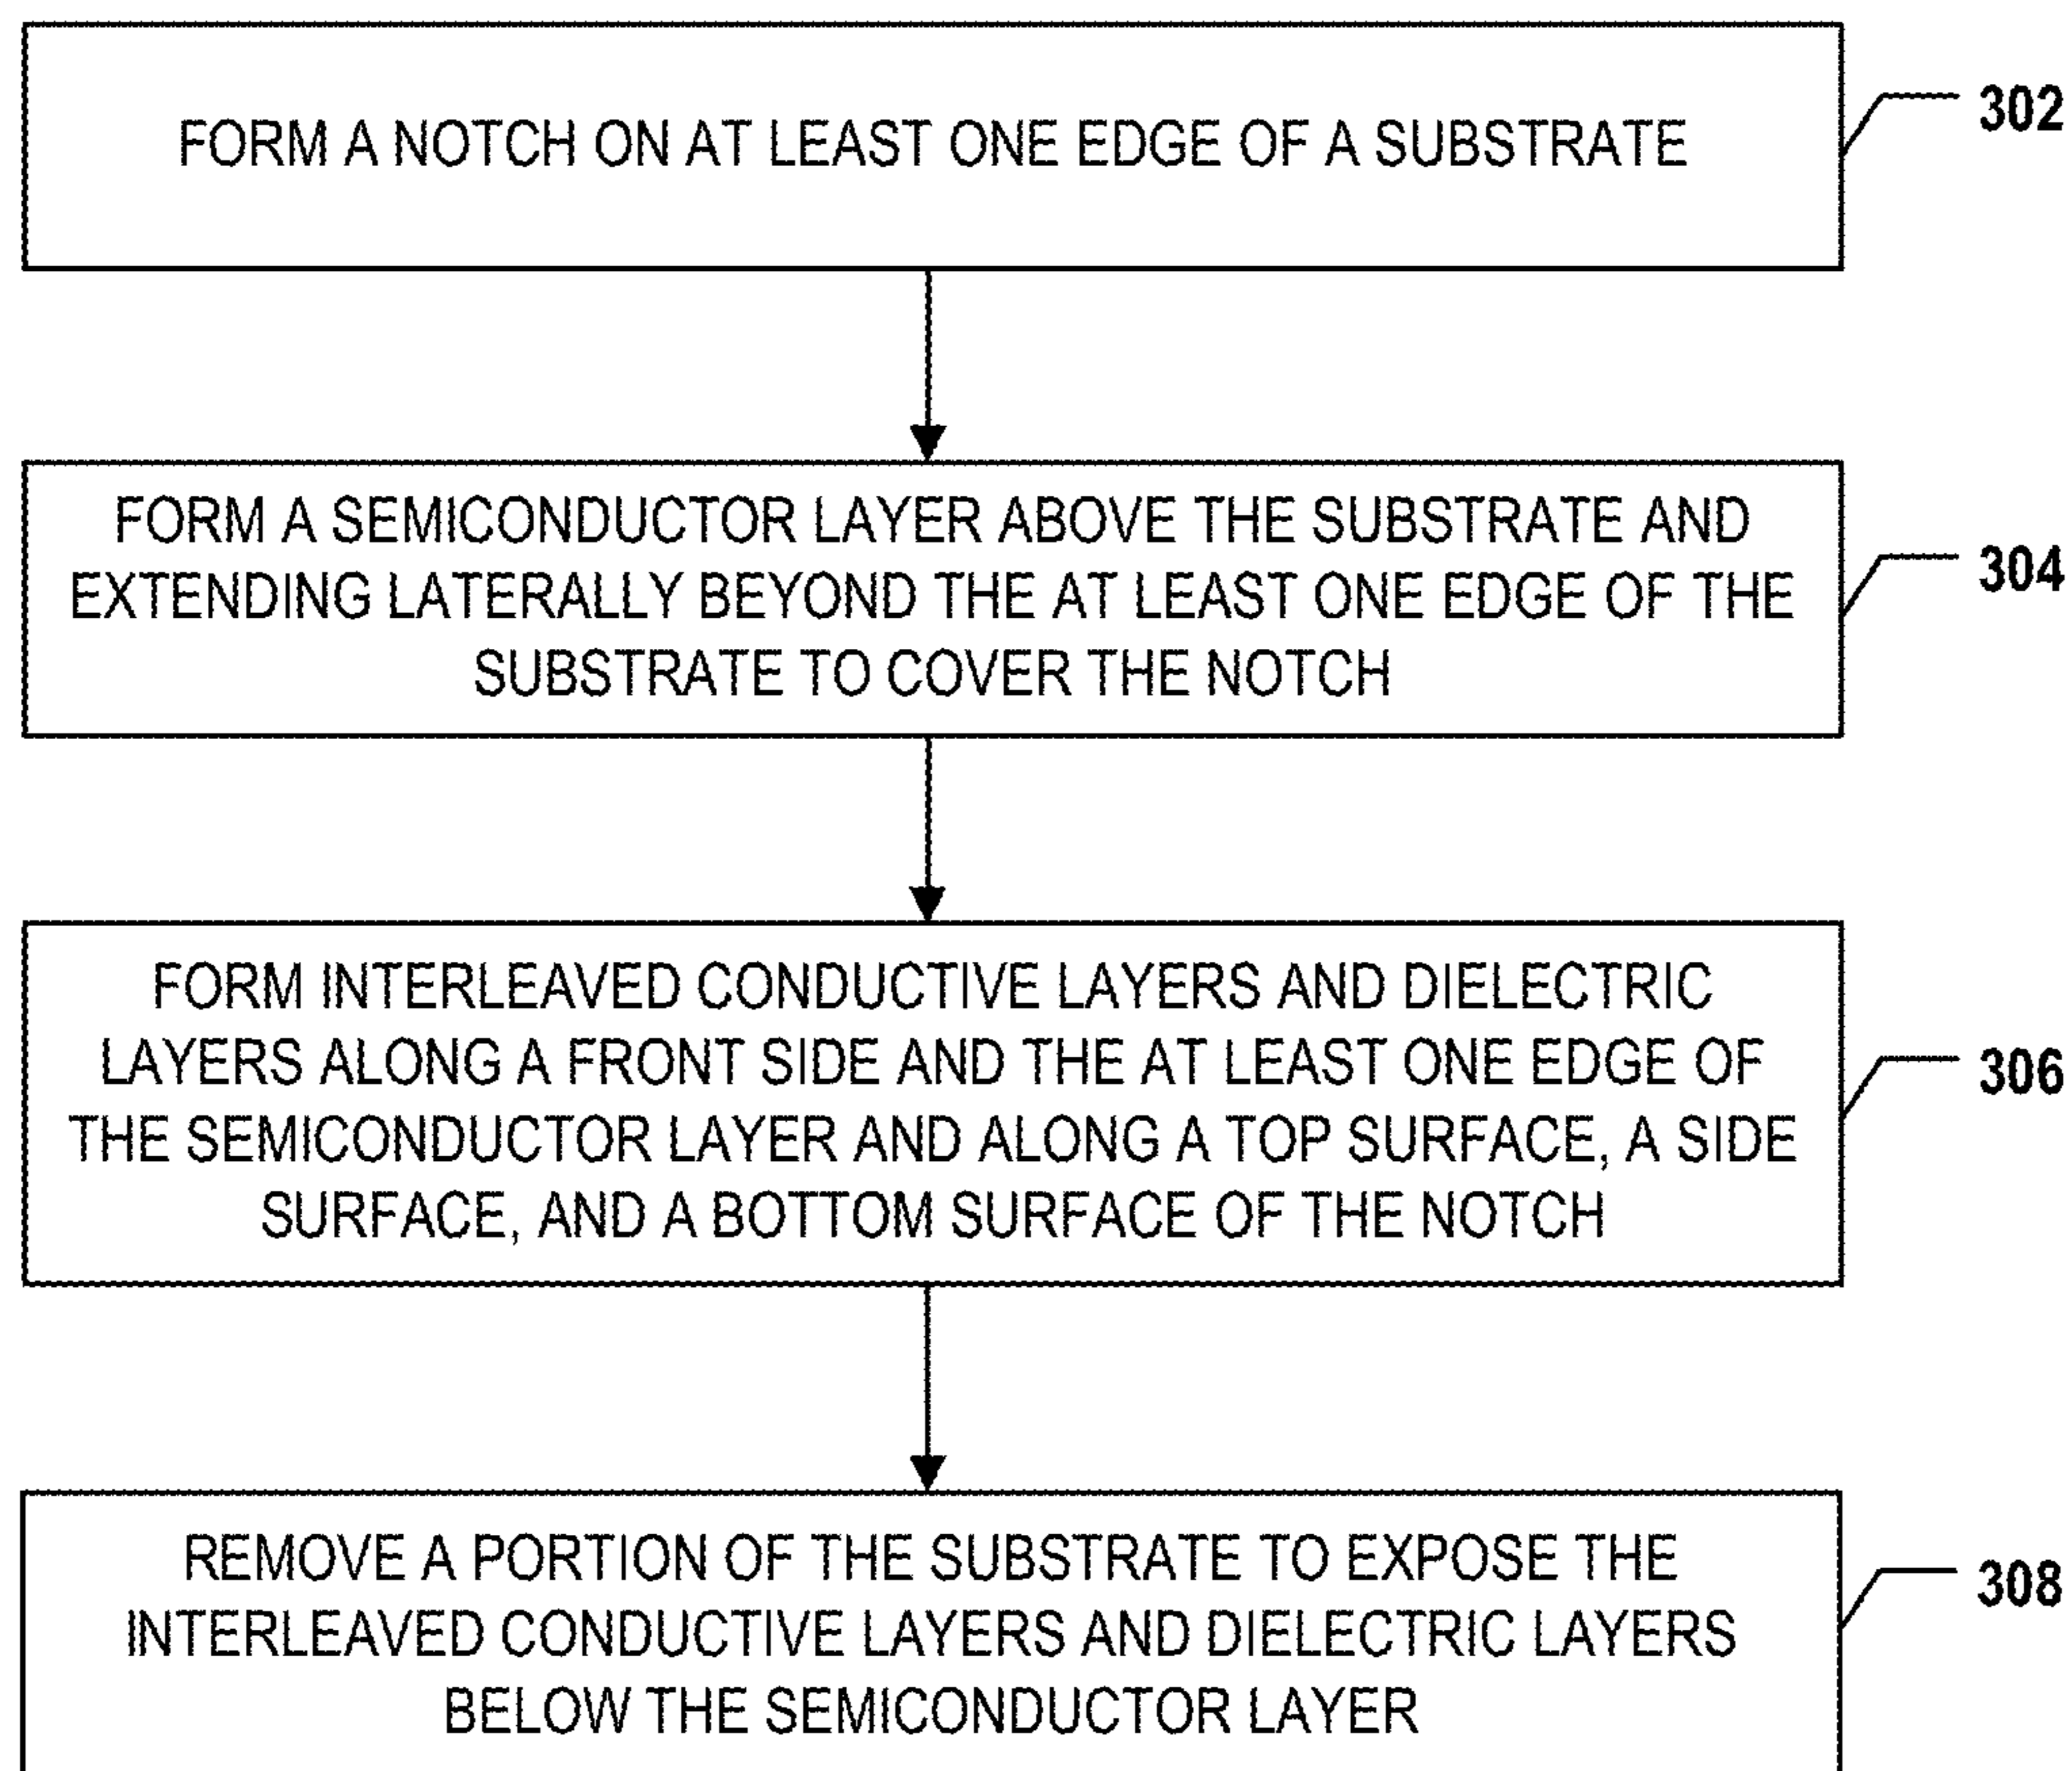 FORM A NOTCH ON AT LEAST ONE EDGE OF A SUBSTRATE
302
FORM A SEMICONDUCTOR LAYER ABOVE THE SUBSTRATE AND
EXTENDING LATERALLY BEYOND THE AT LEAST ONE EDGE OF THE
SUBSTRATE TO COVER THE NOTCH
304
FORM INTERLEAVED CONDUCTIVE LAYERS AND DIELECTRIC
LAYERS ALONG A FRONT SIDE AND THE AT LEAST ONE EDGE OF
THE SEMICONDUCTOR LAYER AND ALONG A TOP SURFACE, A SIDE
SURFACE, AND A BOTTOM SURFACE OF THE NOTCH
306
REMOVE A PORTION OF THE SUBSTRATE TO EXPOSE THE
INTERLEAVED CONDUCTIVE LAYERS AND DIELECTRIC LAYERS
BELOW THE SEMICONDUCTOR LAYER
308